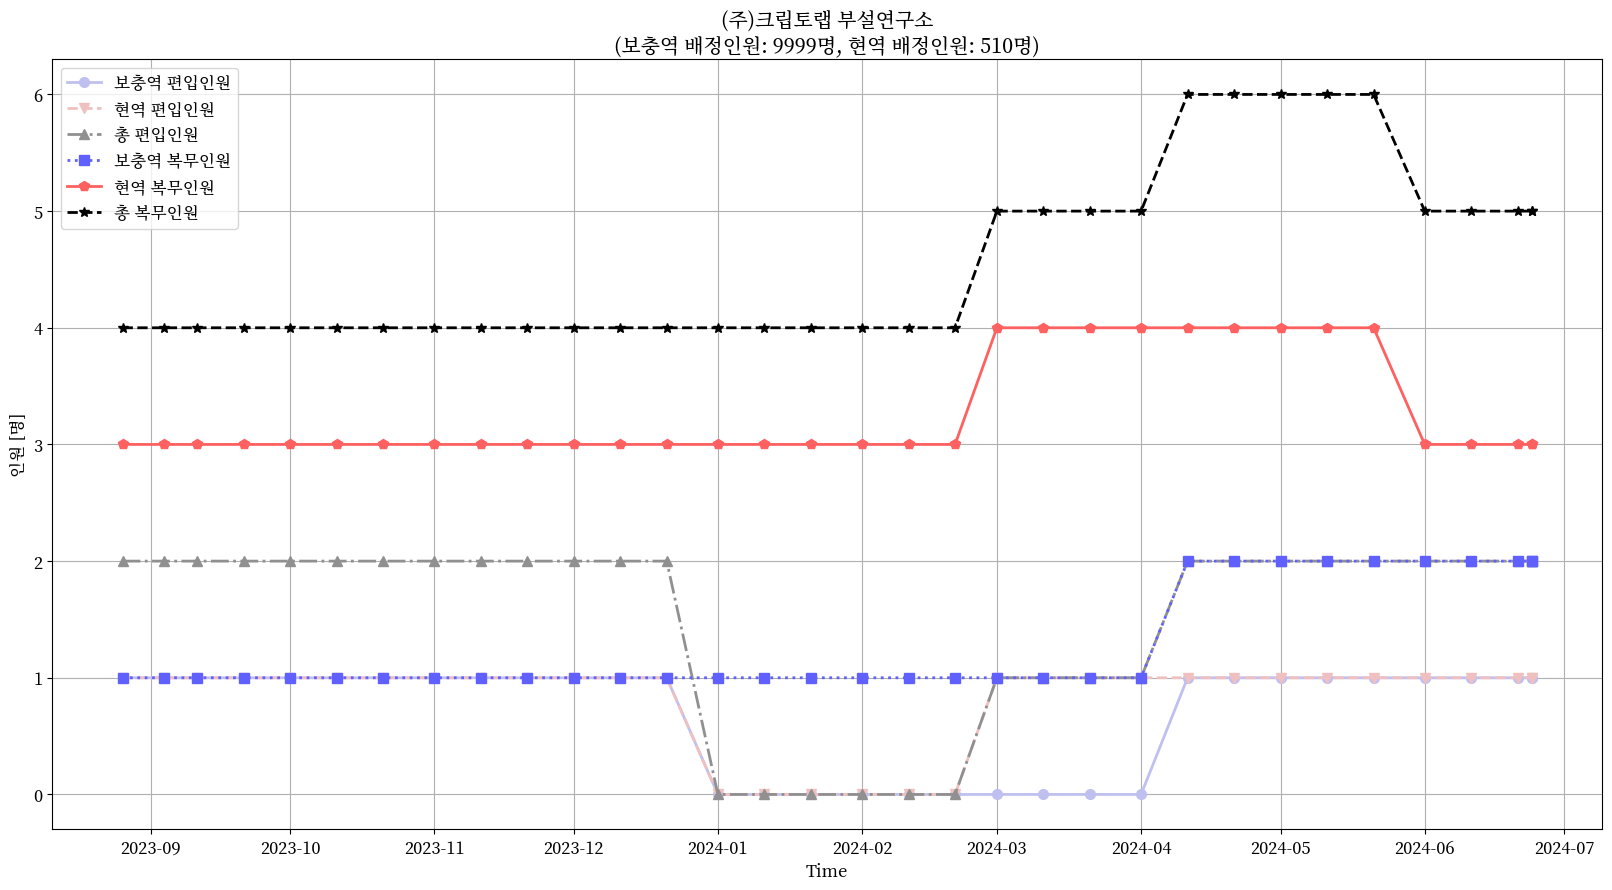 (주)크립토랩 부설연구소
(보충역 배정인원: 9999명, 현역 배정인원: 510명)
보충역 편입인원
현역 편입인원
총 편입인원
보충역 복무인원
현역 복무인원
총 복무인원
인원 [명]
6
5
4
3
2
1
0
2023-09 2023-10 2023-11 2023-12 2024-01 2024-02 2024-03 2024-04 2024-05 2024-06 2024-07
Time